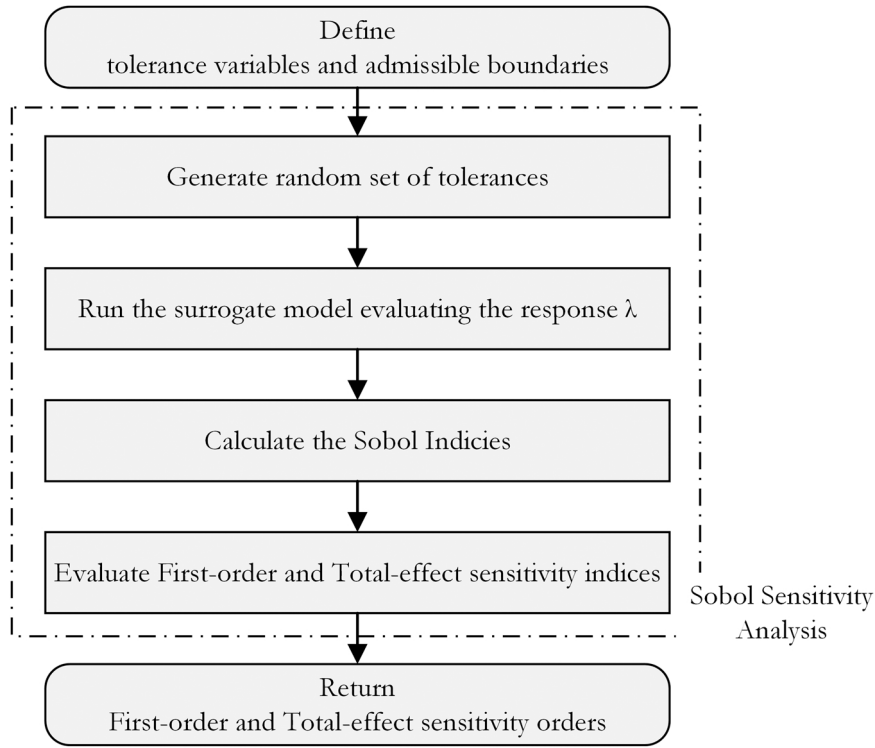 Define
tolerance variables and admissible boundaries
Generate random set of tolerances
Run the surrogate model evaluating the response λ
Calculate the Sobol Indicies
Evaluate First-order and Total-effect sensitivity indices
Sobol Sensitivity
Analysis
Return
First-order and Total-effect sensitivity orders